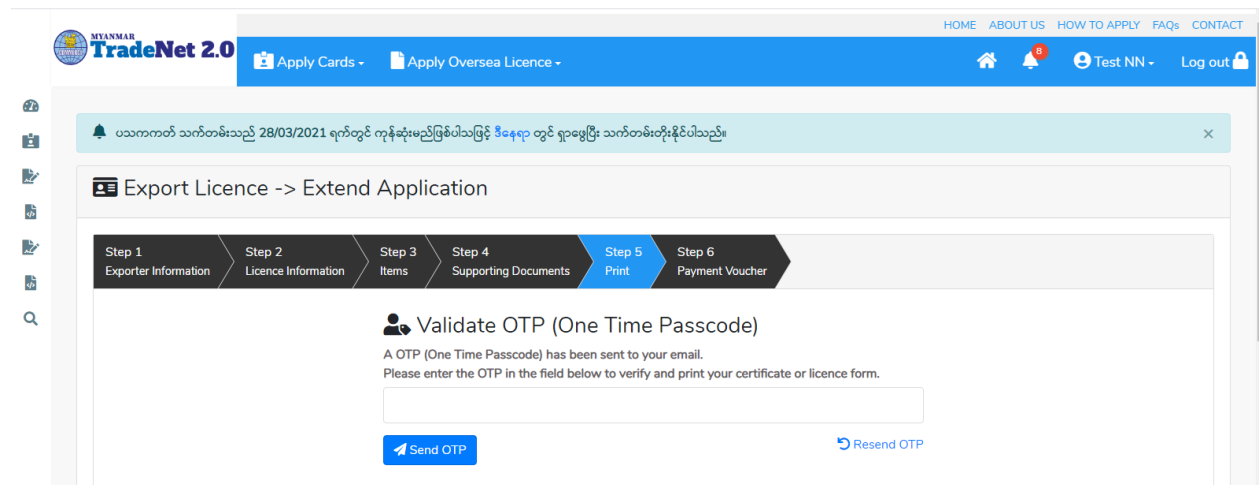 HOME ABOUT US HOW TO APPLY FAQs CONTACT
MYANMAR
TradeNet 2.0
Apply Cards
Apply Oversea Licence
8
Test NN
Log out
ပသကကတ် သက်တမ်းသည် 28/03/2021 ရက်တွင် ကုန်ဆုံးမည်ဖြစ်ပါသဖြင့် ဒီနေရာ တွင် ရှာဖွေပြီး သက်တမ်းတိုးနိုင်ပါသည်။
Export Licence -> Extend Application
Step 1 Step 2 Step 3 Step 4 Step 5 Step 6
Exporter Information Licence Information Items Supporting Documents Print Payment Voucher
Validate OTP (One Time Passcode)
A OTP (One Time Passcode) has been sent to your email.
Please enter the OTP in the field below to verify and print your certificate or licence form.
Send OTP
Resend OTP